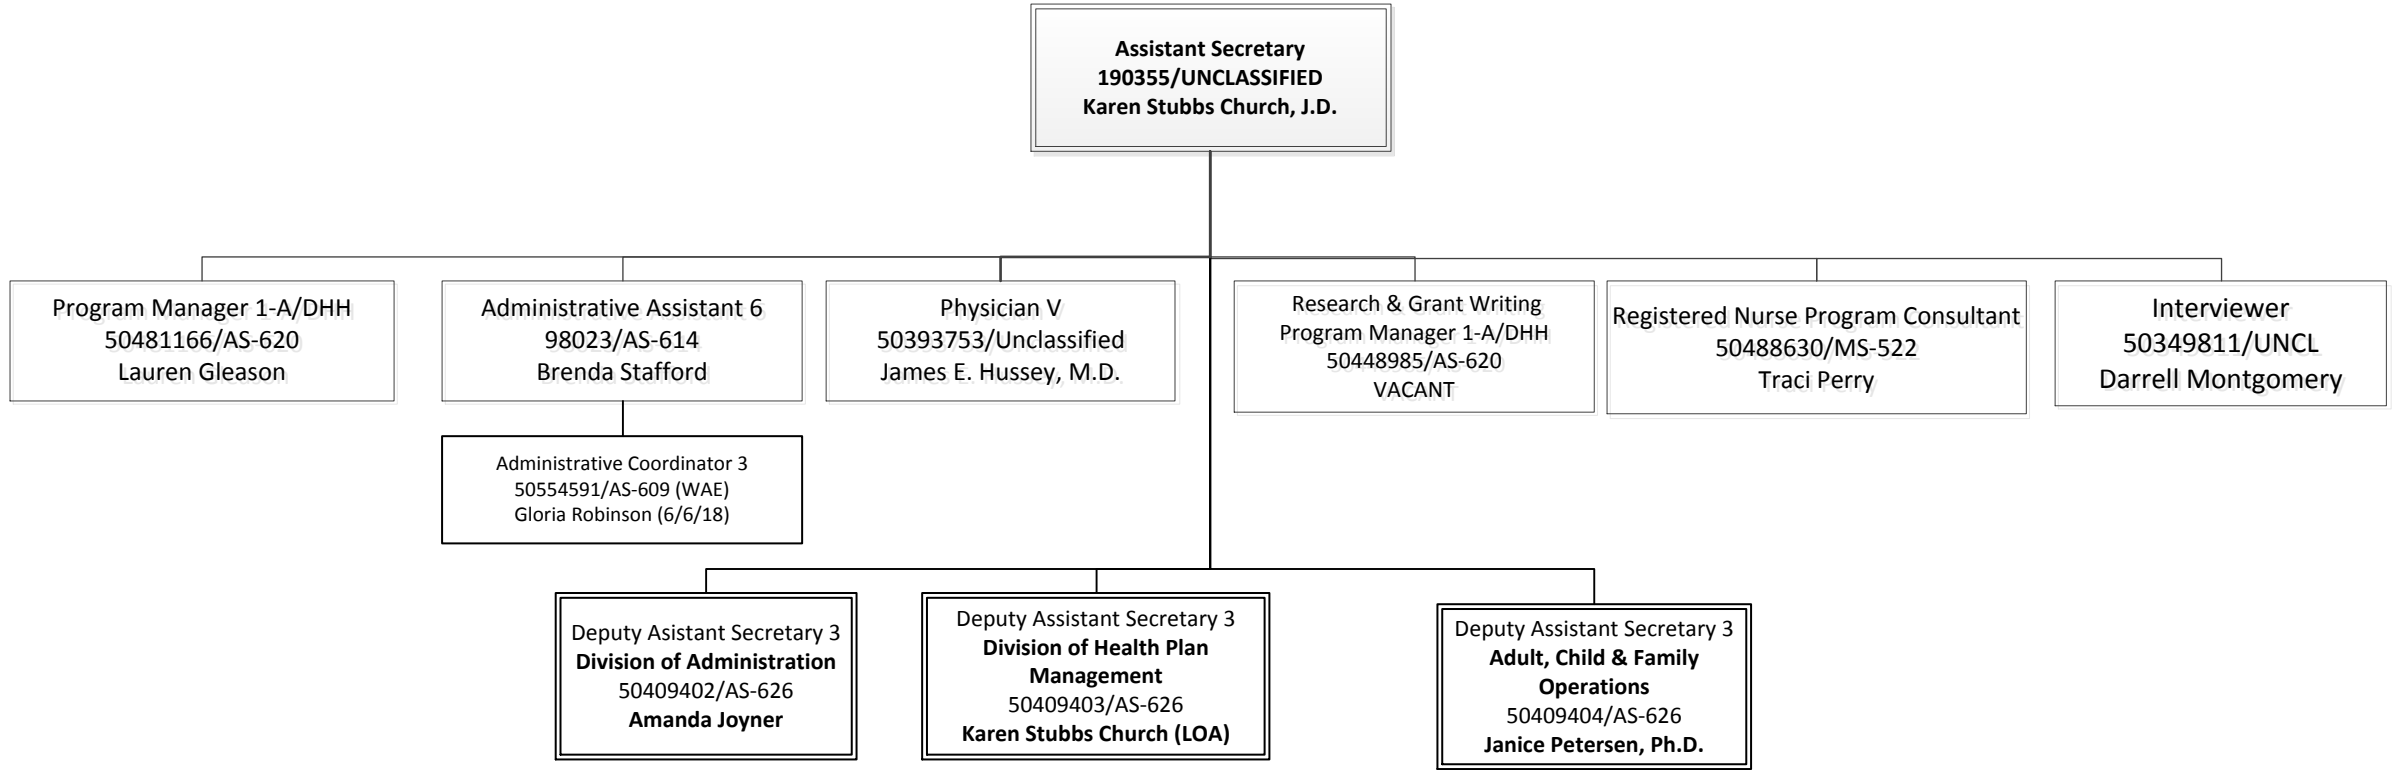 Assistant Secretary
190355/UNCLASSIFIED
Karen Stubbs Church, J.D.
Program Manager 1-A/DHH
50481166/AS-620
Lauren Gleason
Administrative Assistant 6
98023/AS-614
Brenda Stafford
Physician V
50393753/Unclassified
James E. Hussey, M.D.
Research & Grant Writing
Program Manager 1-A/DHH
50448985/AS-620
VACANT
Registered Nurse Program Consultant
50488630/MS-522
Traci Perry
Interviewer
50349811/UNCL
Darrell Montgomery
Administrative Coordinator 3
50554591/AS-609 (WAE)
Gloria Robinson (6/6/18)
Deputy Asistant Secretary 3
Division of Administration
50409402/AS-626
Amanda Joyner
Deputy Assistant Secretary 3
Division of Health Plan
Management
50409403/AS-626
Karen Stubbs Church (LOA)
Deputy Assistant Secretary 3
Adult, Child & Family
Operations
50409404/AS-626
Janice Petersen, Ph.D.